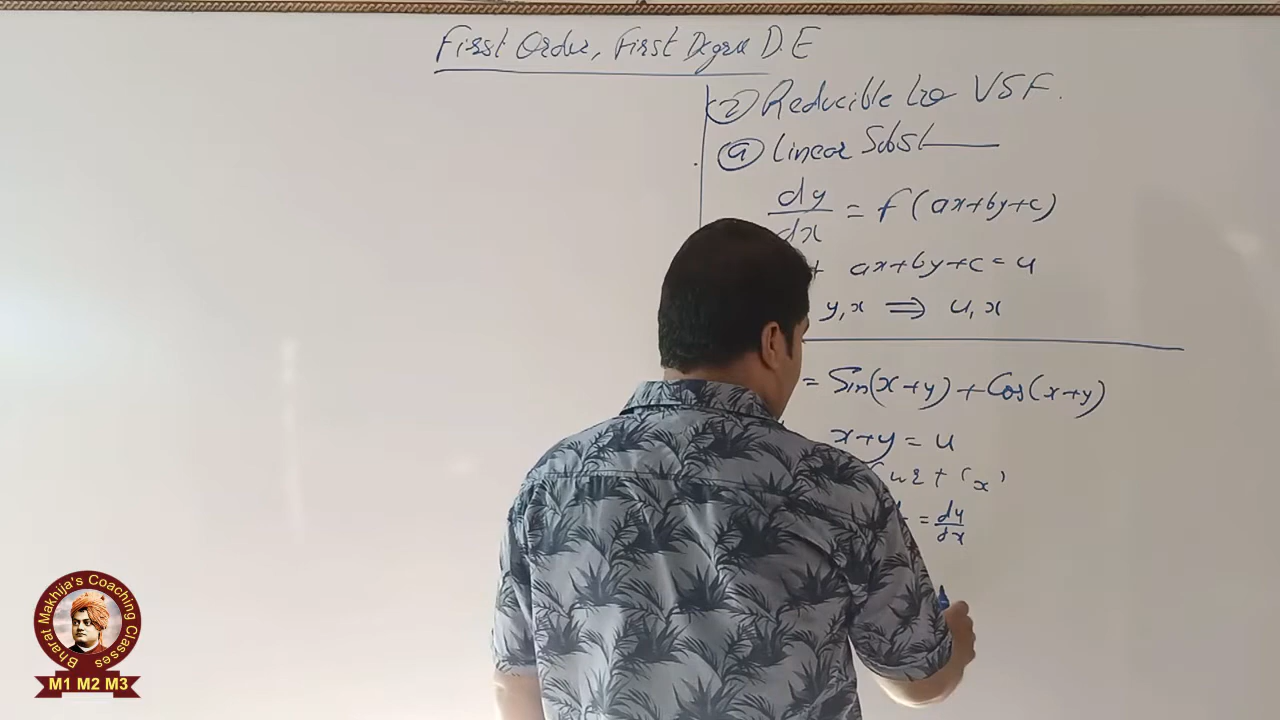 First Order, First Degree D.E
(2) Reducible to VSF.
(a) Linear Subst
dy/dx = f(ax+by+c)
ax+by+c = u
y,x ⟹ u,x
= Sin(x+y) + Cos(x+y)
x+y = u
= dy/dx
Bharat Makhija's Coaching Classes
M1 M2 M3